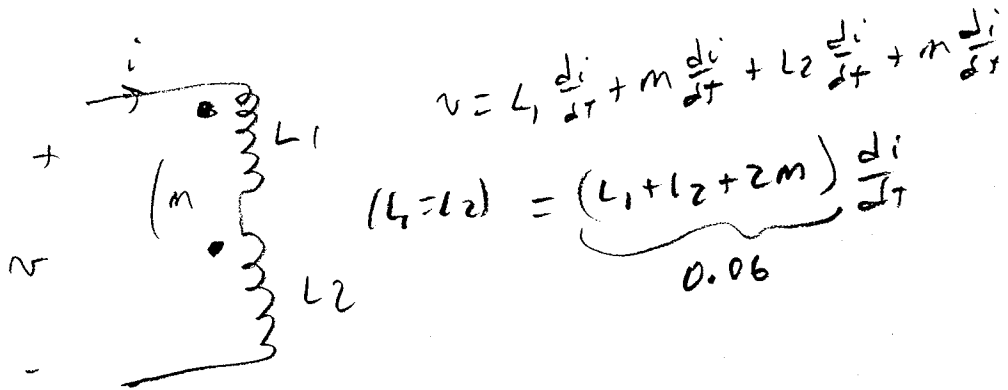 i
v = L1 di/dT + m di/dt + L2 di/dt + m di/dt
+
L1
(m
(L1=L2) = (L1+L2+2m) di/dT
0.06
v
L2
-